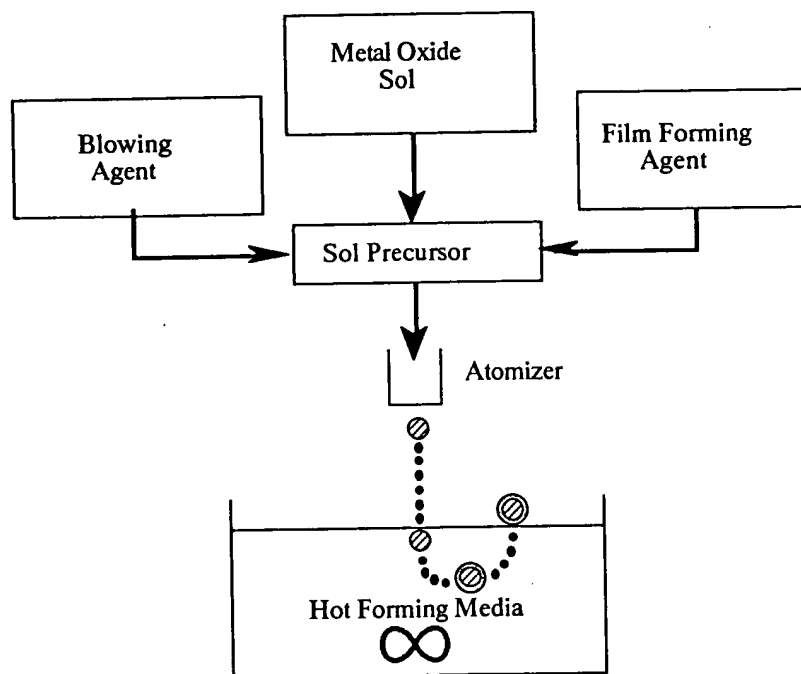 Metal Oxide
Sol
Blowing
Agent
Film Forming
Agent
Sol Precursor
Atomizer
Hot Forming Media